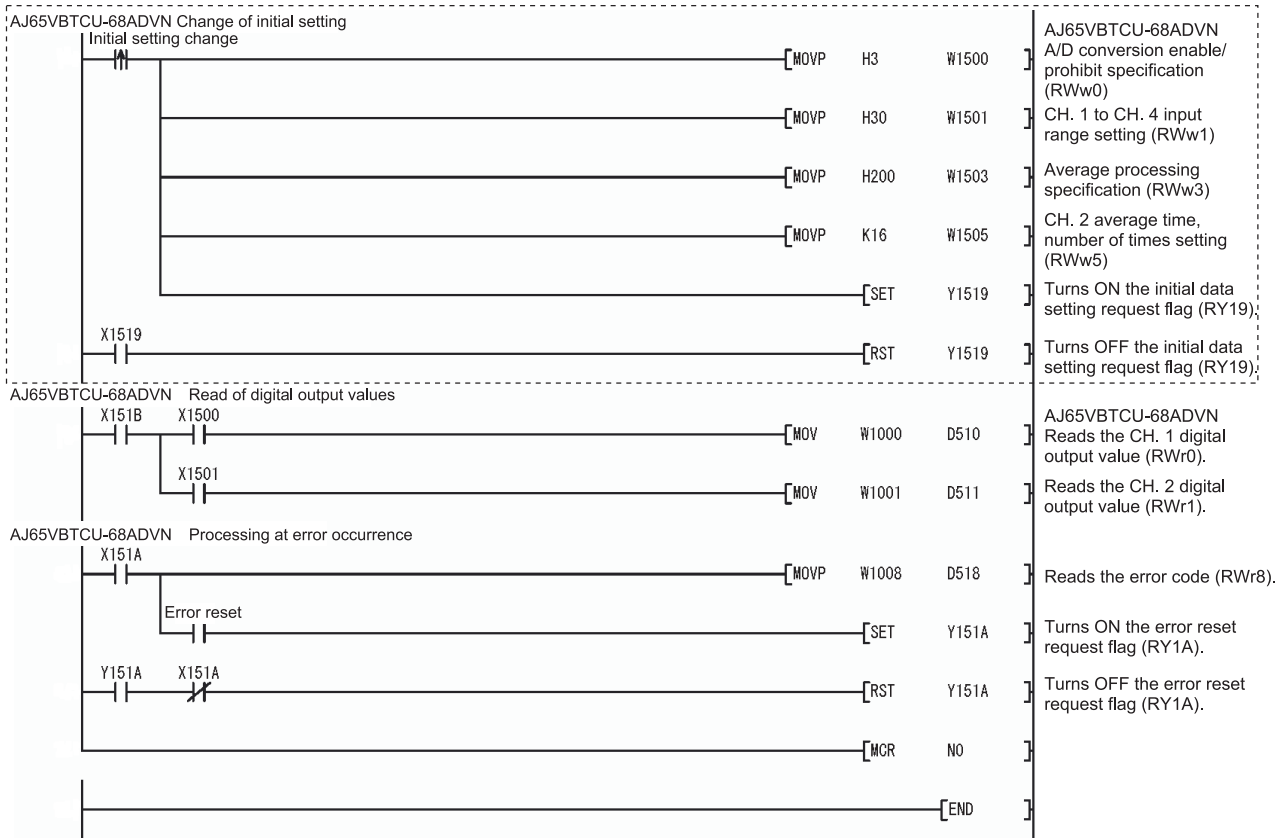 AJ65VBTCU-68ADVN Change of initial setting
Initial setting change
MOVP H3 W1500
AJ65VBTCU-68ADVN
A/D conversion enable/
prohibit specification
(RWw0)
MOVP H30 W1501
CH. 1 to CH. 4 input
range setting (RWw1)
MOVP H200 W1503
Average processing
specification (RWw3)
MOVP K16 W1505
CH. 2 average time,
number of times setting
(RWw5)
SET Y1519
Turns ON the initial data
setting request flag (RY19).
X1519
RST Y1519
Turns OFF the initial data
setting request flag (RY19).
AJ65VBTCU-68ADVN Read of digital output values
X151B X1500
MOV W1000 D510
AJ65VBTCU-68ADVN
Reads the CH. 1 digital
output value (RWr0).
X1501
MOV W1001 D511
Reads the CH. 2 digital
output value (RWr1).
AJ65VBTCU-68ADVN Processing at error occurrence
X151A
MOVP W1008 D518
Reads the error code (RWr8).
Error reset
SET Y151A
Turns ON the error reset
request flag (RY1A).
Y151A X151A
RST Y151A
Turns OFF the error reset
request flag (RY1A).
MCR N0
END